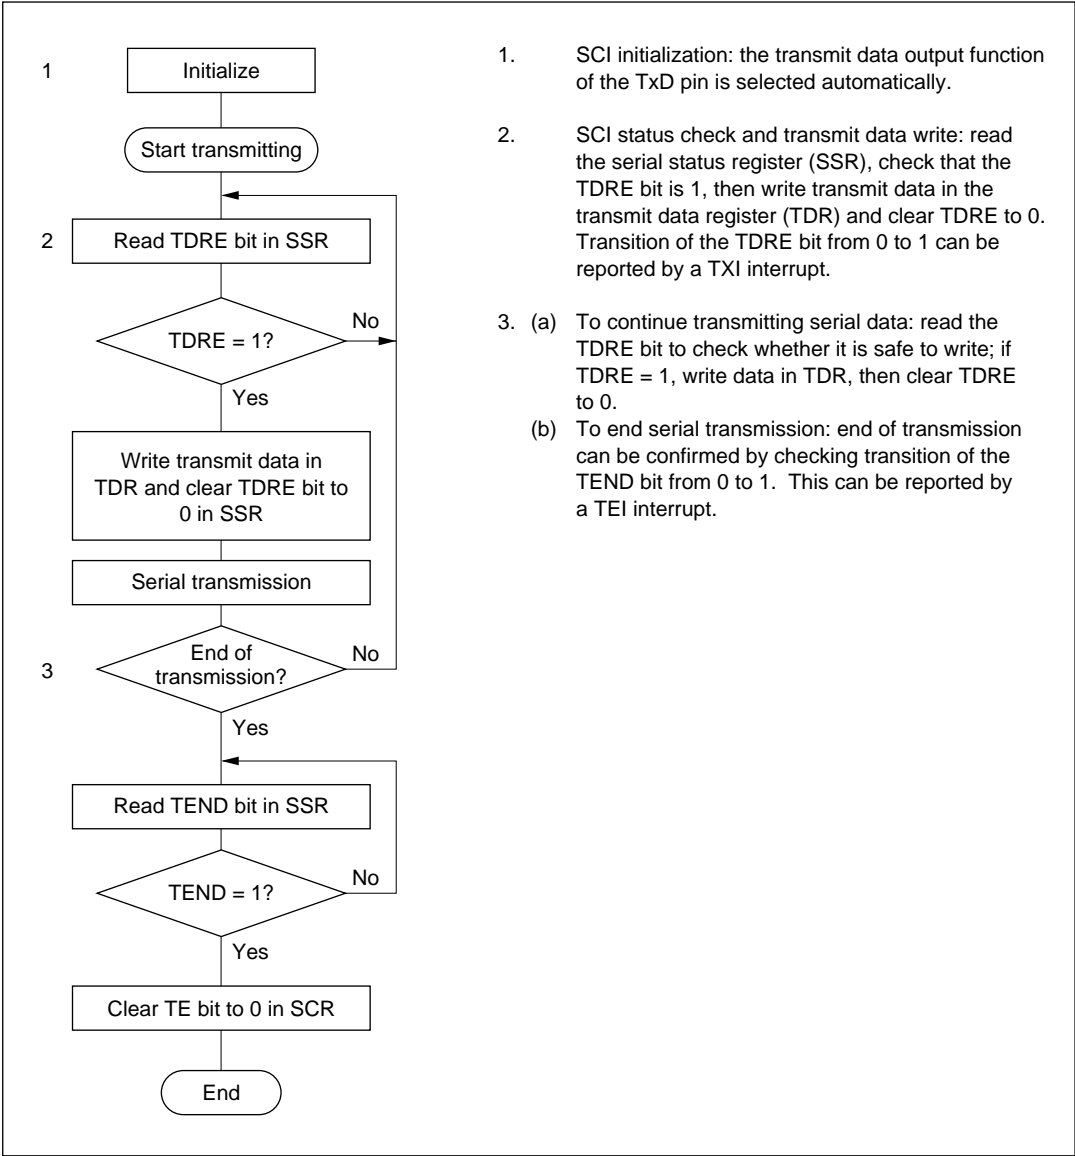 1
Initialize
Start transmitting
2
Read TDRE bit in SSR
TDRE = 1?
No
Yes
Write transmit data in
TDR and clear TDRE bit to
0 in SSR
Serial transmission
3
End of
transmission?
No
Yes
Read TEND bit in SSR
TEND = 1?
No
Yes
Clear TE bit to 0 in SCR
End
1. SCI initialization: the transmit data output function
of the TxD pin is selected automatically.
2. SCI status check and transmit data write: read
the serial status register (SSR), check that the
TDRE bit is 1, then write transmit data in the
transmit data register (TDR) and clear TDRE to 0.
Transition of the TDRE bit from 0 to 1 can be
reported by a TXI interrupt.
3. (a) To continue transmitting serial data: read the
TDRE bit to check whether it is safe to write; if
TDRE = 1, write data in TDR, then clear TDRE
to 0.
(b) To end serial transmission: end of transmission
can be confirmed by checking transition of the
TEND bit from 0 to 1. This can be reported by
a TEI interrupt.